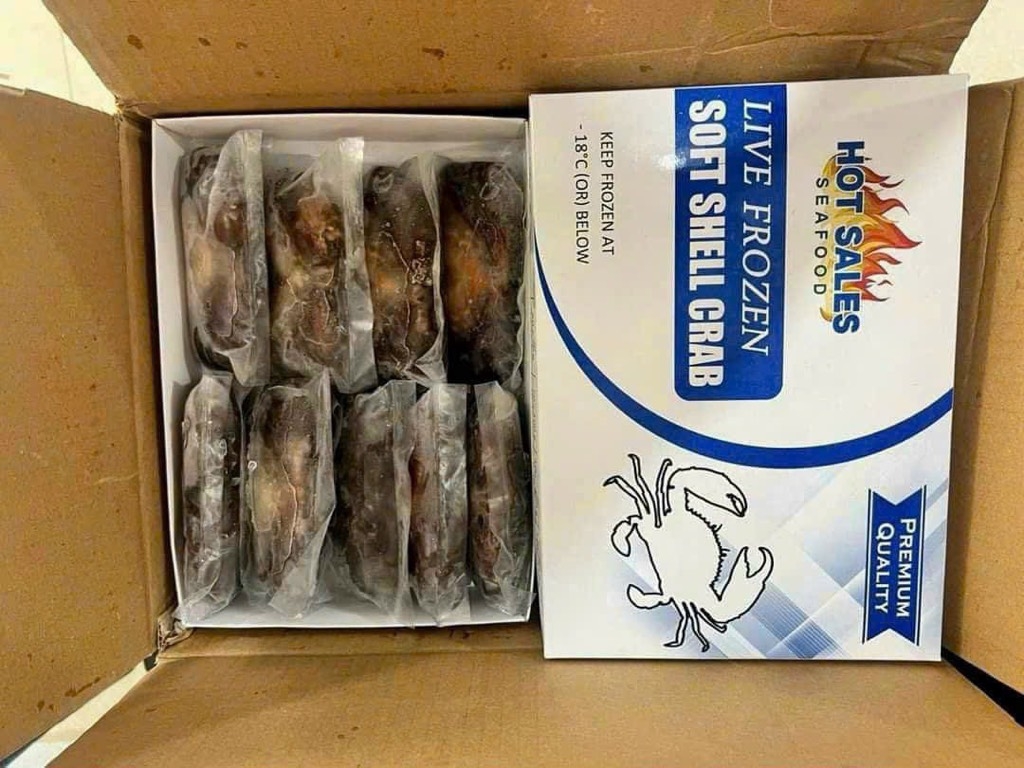 HOT SALES
SEAFOOD
LIVE FROZEN
SOFT SHELL CRAB
KEEP FROZEN AT
- 18°C (OR) BELOW
PREMIUM
QUALITY